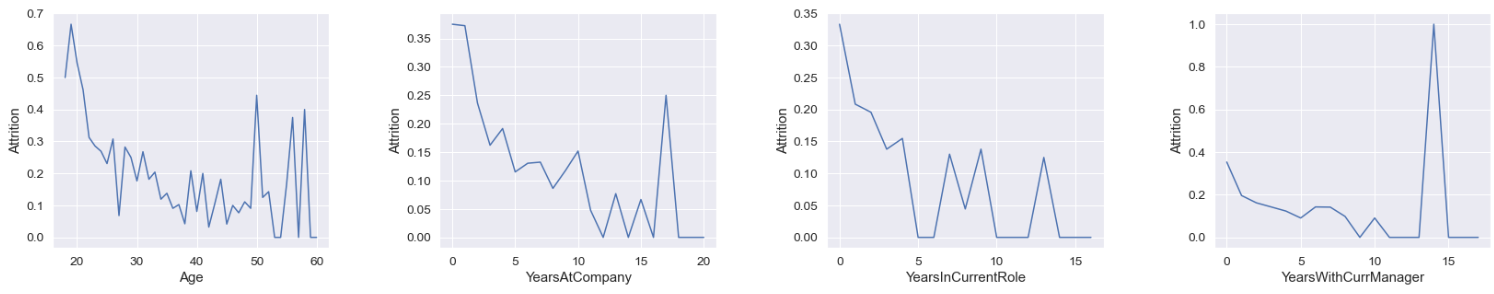 0.7
0.6
0.5
0.4
0.3
0.2
0.1
0.0
Attrition
20 30 40 50 60
Age
0.35
0.30
0.25
0.20
0.15
0.10
0.05
0.00
Attrition
0 5 10 15 20
YearsAtCompany
0.35
0.30
0.25
0.20
0.15
0.10
0.05
0.00
Attrition
0 5 10 15
YearsInCurrentRole
1.0
0.8
0.6
0.4
0.2
0.0
Attrition
0 5 10 15
YearsWithCurrManager